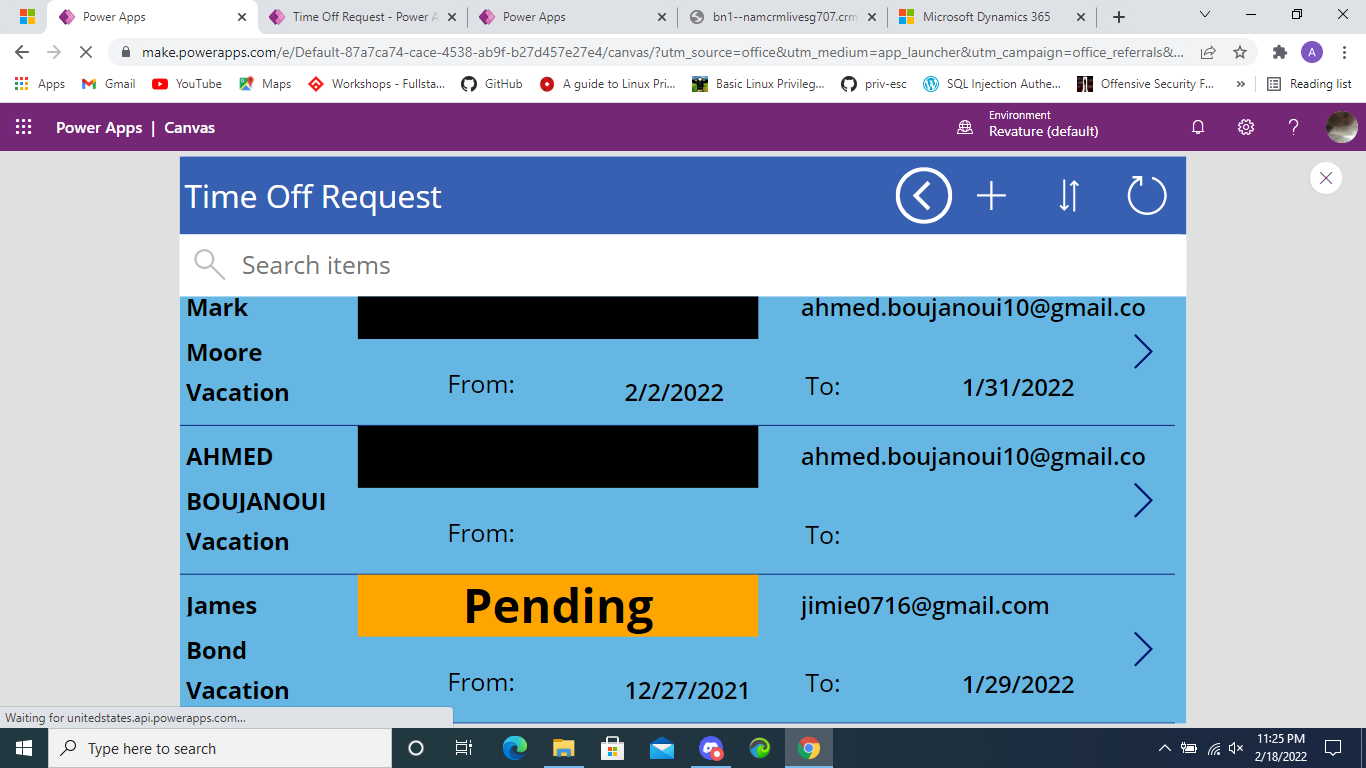 Power Apps
Time Off Request - Power A
Power Apps
bn1--namcrmlivesg707.crm
Microsoft Dynamics 365
make.powerapps.com/e/Default-87a7ca74-cace-4538-ab9f-b27d457e27e4/canvas/?utm_source=office&utm_medium=app_launcher&utm_campaign=office_referrals&...
A
Apps
Gmail
YouTube
Maps
Workshops - Fullsta...
GitHub
A guide to Linux Pri...
Basic Linux Privileg...
priv-esc
SQL Injection Authe...
Offensive Security F...
»
Reading list
Power Apps | Canvas
Environment
Revature (default)
?
Time Off Request
Search items
Mark
ahmed.boujanoui10@gmail.co
Moore
Vacation
From:
2/2/2022
To:
1/31/2022
AHMED
ahmed.boujanoui10@gmail.co
BOUJANOUI
Vacation
From:
To:
James
Pending
jimie0716@gmail.com
Bond
Vacation
From:
12/27/2021
To:
1/29/2022
Waiting for unitedstates.api.powerapps.com...
Type here to search
11:25 PM
2/18/2022